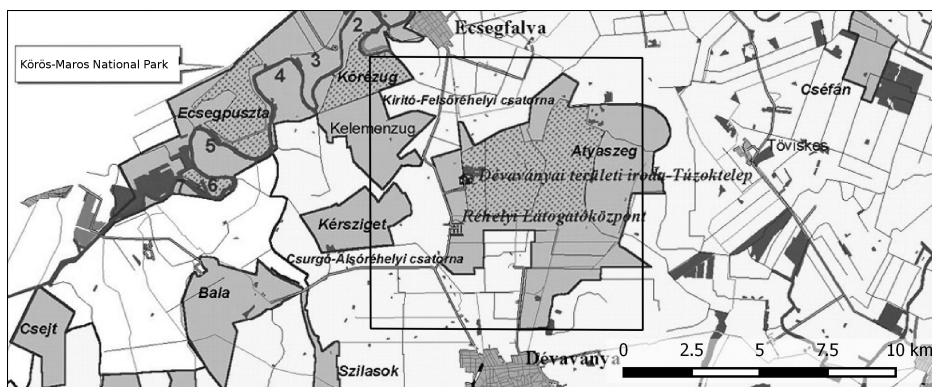 Ecsegfalva
2
3
4
Körös-Maros National Park
Kórézug
Cséfán
Kiritó-Felsőréhelyi csatorna
Ecsegpuszta
Kelemenzug
5
Atyaszeg
Töviskes
6
Dévaványai területi iroda-Túzoktelep
Réhelyi Látogatóközpont
Kérsziget
Csurgó-Alsóréhelyi csatorna
Bala
Csejt
Dévaványa
0 2.5 5 7.5 10 km
Szilasok